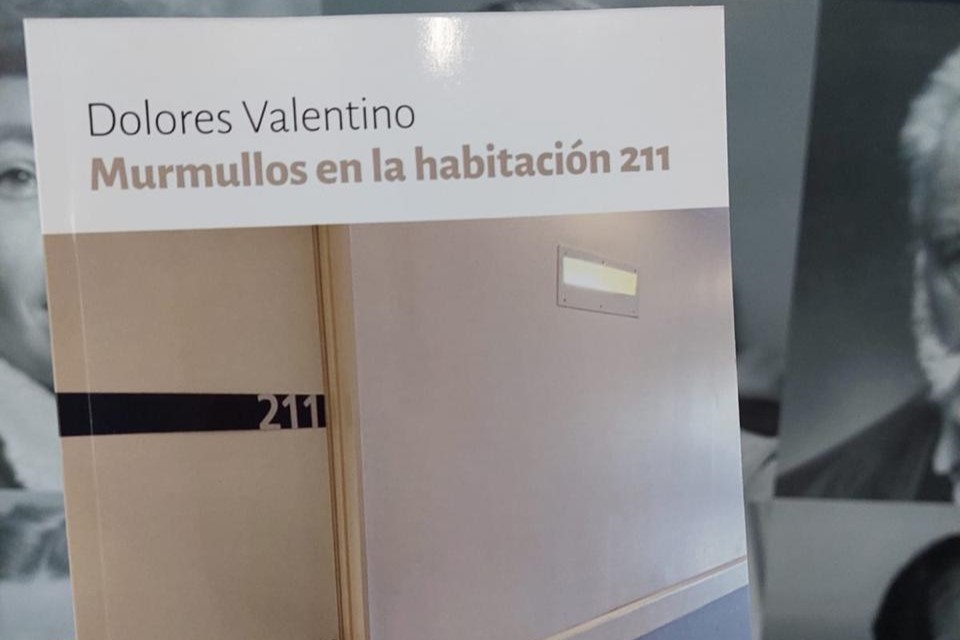 Dolores Valentino
Murmullos en la habitación 211
211